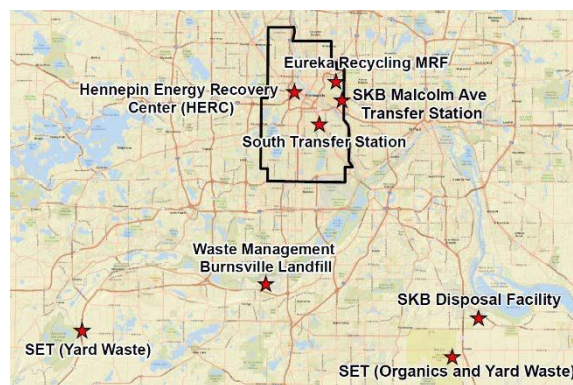 Eureka Recycling MRF
Hennepin Energy Recovery
Center (HERC)
SKB Malcolm Ave
Transfer Station
South Transfer Station
Waste Management
Burnsville Landfill
SKB Disposal Facility
SET (Yard Waste)
SET (Organics and Yard Waste)